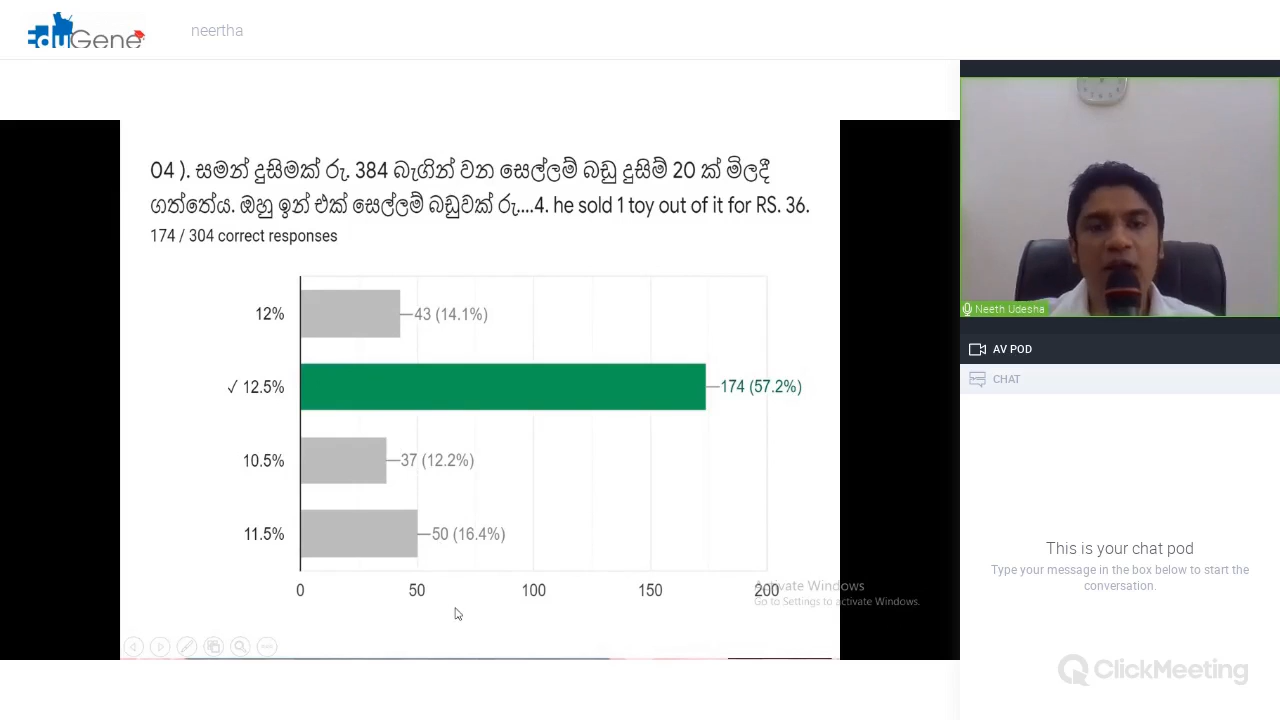 EduGene
neertha
04 ). සමන් දුසිමක් රු. 384 බැගින් වන සෙල්ලම් බඩු දුසිම් 20 ක් මිලදී
ගත්තේය. ඔහු ඉන් එක් සෙල්ලම් බඩුවක් රු....4. he sold 1 toy out of it for RS. 36.
174 / 304 correct responses
12%
43 (14.1%)
✓ 12.5%
174 (57.2%)
10.5%
37 (12.2%)
11.5%
50 (16.4%)
0
50
100
150
200
Activate Windows
Go to Settings to activate Windows.
Neeth Udesha
AV POD
CHAT
This is your chat pod
Type your message in the box below to start the
conversation.
ClickMeeting